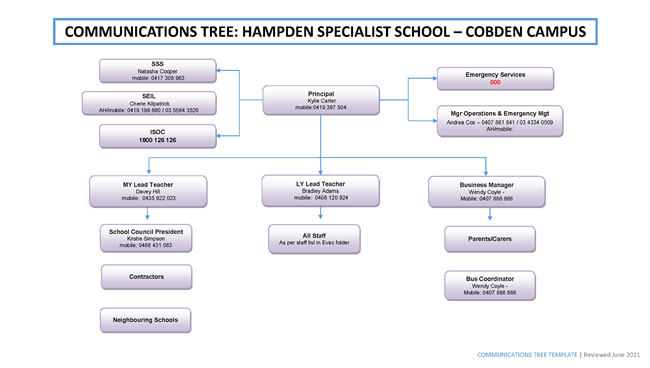 COMMUNICATIONS TREE: HAMPDEN SPECIALIST SCHOOL – COBDEN CAMPUS
SSS
Natasha Cooper
mobile: 0417 308 963
SEIL
Cherie Kilpatrick
AH/mobile: 0419 196 880 / 03 5564 3520
ISOC
1800 126 126
Principal
Kylie Carter
mobile:0419 367 504
Emergency Services
000
Mgr Operations & Emergency Mgt
Andrea Cox – 0407 861 841 / 03 4334 0509
AH/mobile:
MY Lead Teacher
Davey Hill
mobile: 0435 922 023
LY Lead Teacher
Bradley Adams
mobile: 0408 120 924
Business Manager
Wendy Coyle -
Mobile: 0407 886 866
School Council President
Kristie Simpson
mobile: 0488 431 083
All Staff
As per staff list in Evac folder
Parents/Carers
Contractors
Bus Coordinator
Wendy Coyle -
Mobile: 0407 886 866
Neighbouring Schools
COMMUNICATIONS TREE TEMPLATE | Reviewed June 2021